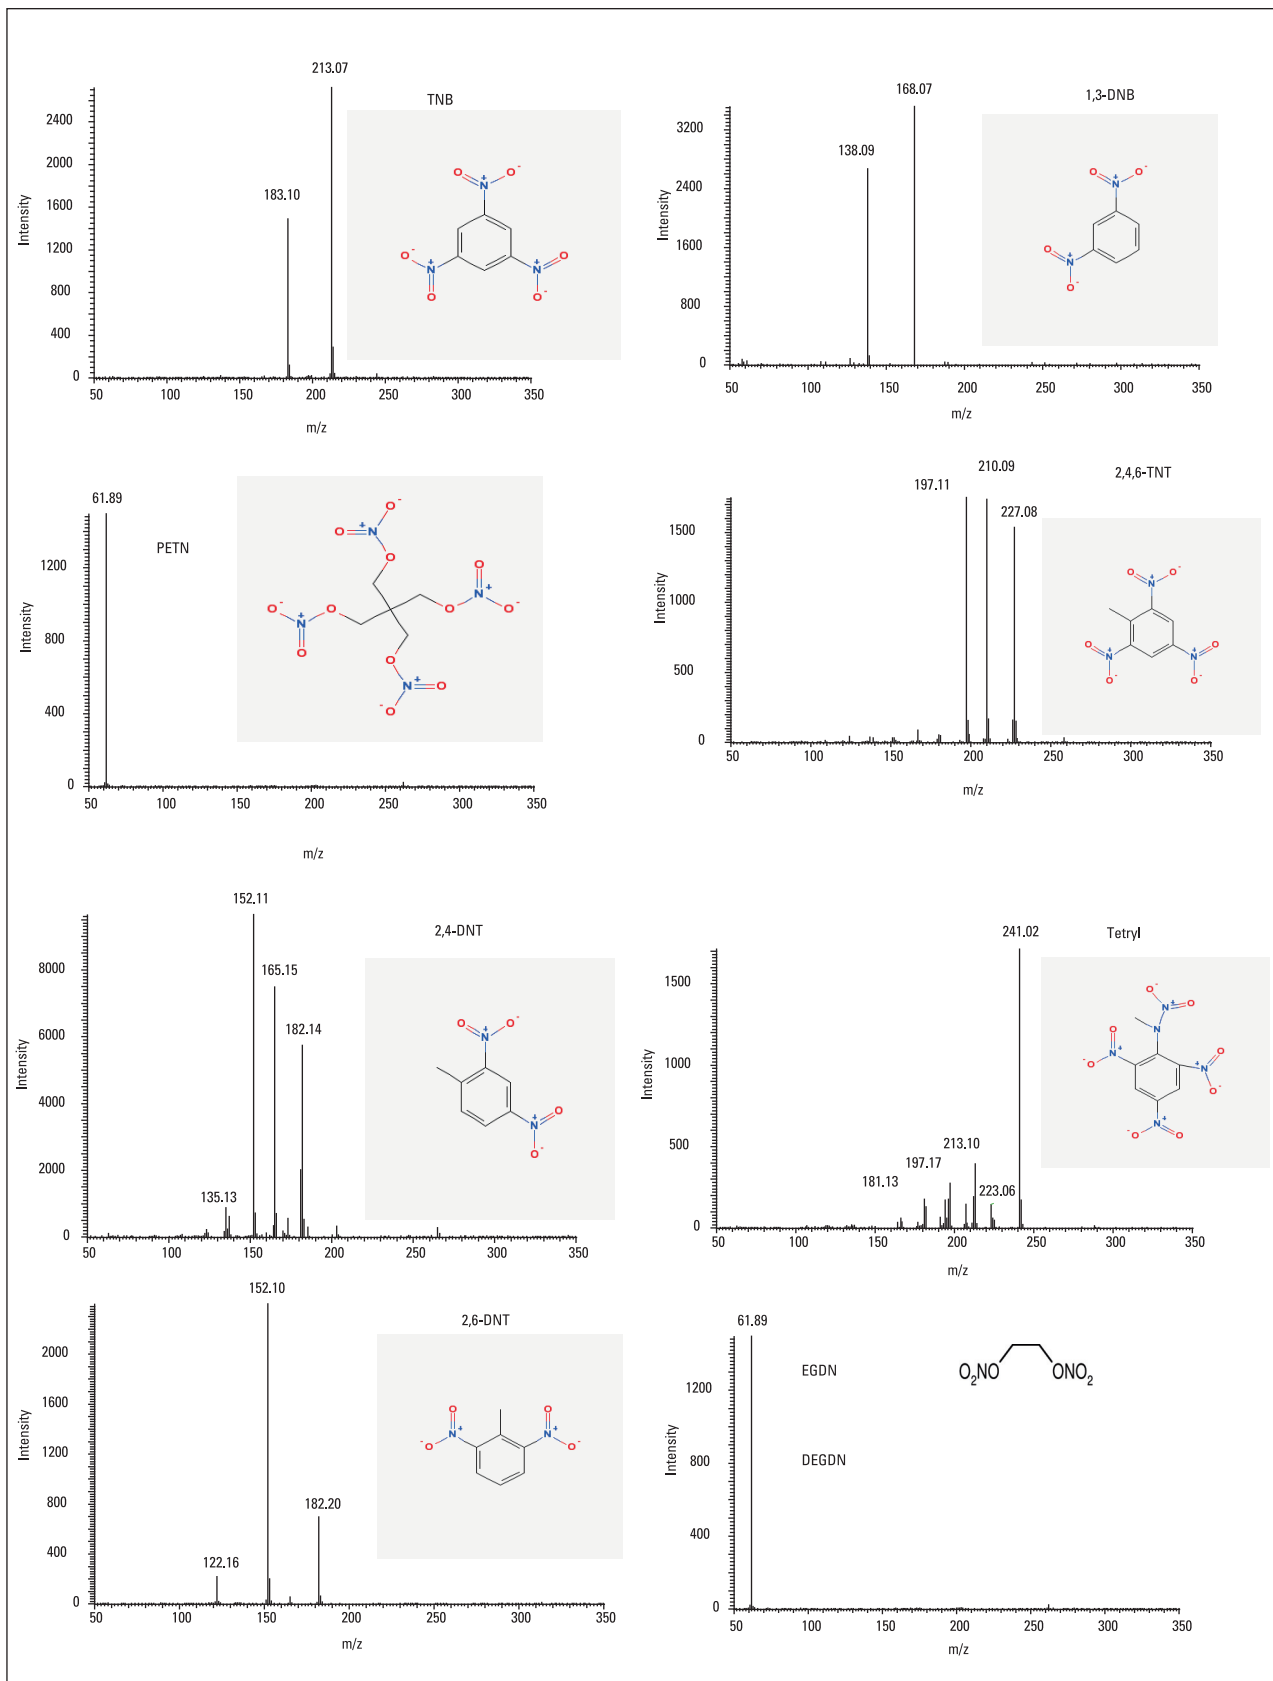 TNB
213.07
183.10
Intensity
2400
2000
1600
1200
800
400
0
50 100 150 200 250 300 350
m/z
O N+ O-
O- N+ O
N+ O O-
1,3-DNB
168.07
138.09
Intensity
3200
2400
1600
800
0
50 100 150 200 250 300 350
m/z
O N+ O-
O N+ O-
PETN
61.89
Intensity
1200
800
400
0
50 100 150 200 250 300 350
m/z
O N+ O-
O
O- N+ O
O
O N+ O-
O
O
N+ O
O-
2,4,6-TNT
197.11
210.09
227.08
Intensity
1500
1000
500
0
50 100 150 200 250 300 350
m/z
O N+ O-
O N+ O-
N+ O O-
2,4-DNT
152.11
165.15
182.14
135.13
Intensity
8000
6000
4000
2000
0
50 100 150 200 250 300 350
m/z
O N+ O-
N+ O
O-
Tetryl
241.02
213.10
197.17
181.13
223.06
Intensity
1500
1000
500
0
50 100 150 200 250 300 350
m/z
O- N+ O
N
O N+ O-
O N+ O-
O- N+ O
2,6-DNT
152.10
182.20
122.16
Intensity
2000
1600
1200
800
400
0
50 100 150 200 250 300 350
m/z
O O
O- N+ N+ O-
61.89
EGDN
O2NO ONO2
DEGDN
Intensity
1200
800
400
0
50 100 150 200 250 300 350
m/z